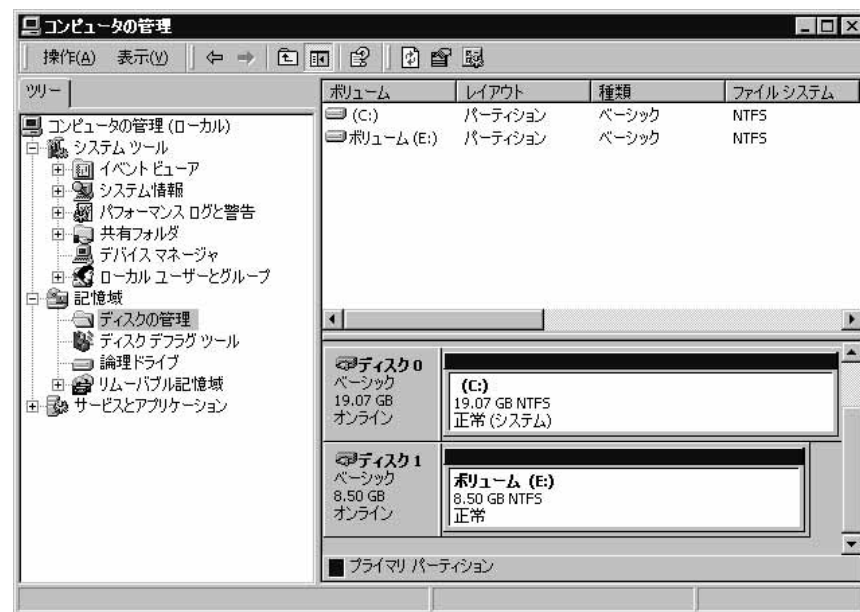 コンピュータの管理
操作(A) 表示(V)
ツリー
コンピュータの管理 (ローカル)
システム ツール
イベント ビューア
システム情報
パフォーマンス ログと警告
共有フォルダ
デバイス マネージャ
ローカル ユーザーとグループ
記憶域
ディスクの管理
ディスク デフラグ ツール
論理ドライブ
リムーバブル記憶域
サービスとアプリケーション
ボリューム レイアウト 種類 ファイル システム
(C:) パーティション ベーシック NTFS
ボリューム (E:) パーティション ベーシック NTFS
ディスク 0
ベーシック
19.07 GB
オンライン
(C:)
19.07 GB NTFS
正常 (システム)
ディスク 1
ベーシック
8.50 GB
オンライン
ボリューム (E:)
8.50 GB NTFS
正常
プライマリ パーティション